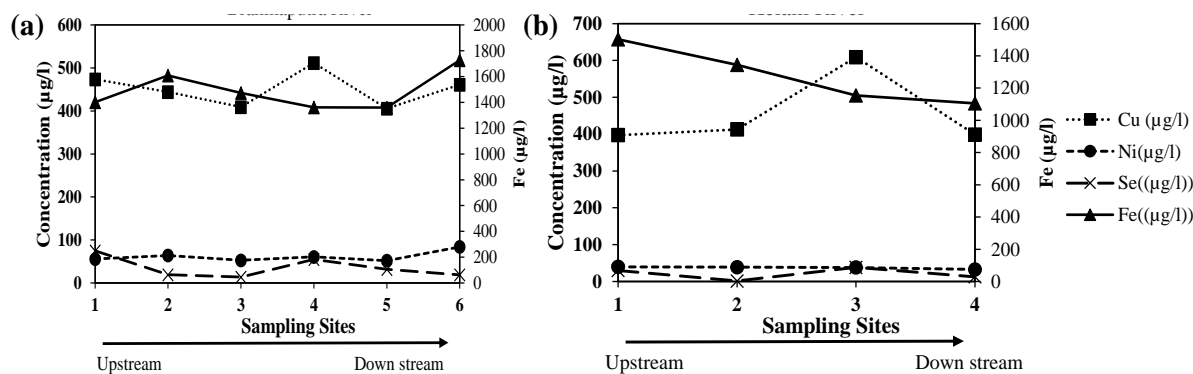 (a)
600
500
400
300
200
100
0
Concentration (µg/l)
2000
1800
1600
1400
1200
1000
800
600
400
200
0
Fe (µg/l)
1 2 3 4 5 6
Sampling Sites
Upstream Down stream
(b)
700
600
500
400
300
200
100
0
Concentration (µg/l)
1600
1400
1200
1000
800
600
400
200
0
Fe (µg/l)
1 2 3 4
Sampling Sites
Upstream Down stream
Cu (µg/l)
Ni(µg/l)
Se((µg/l))
Fe((µg/l))